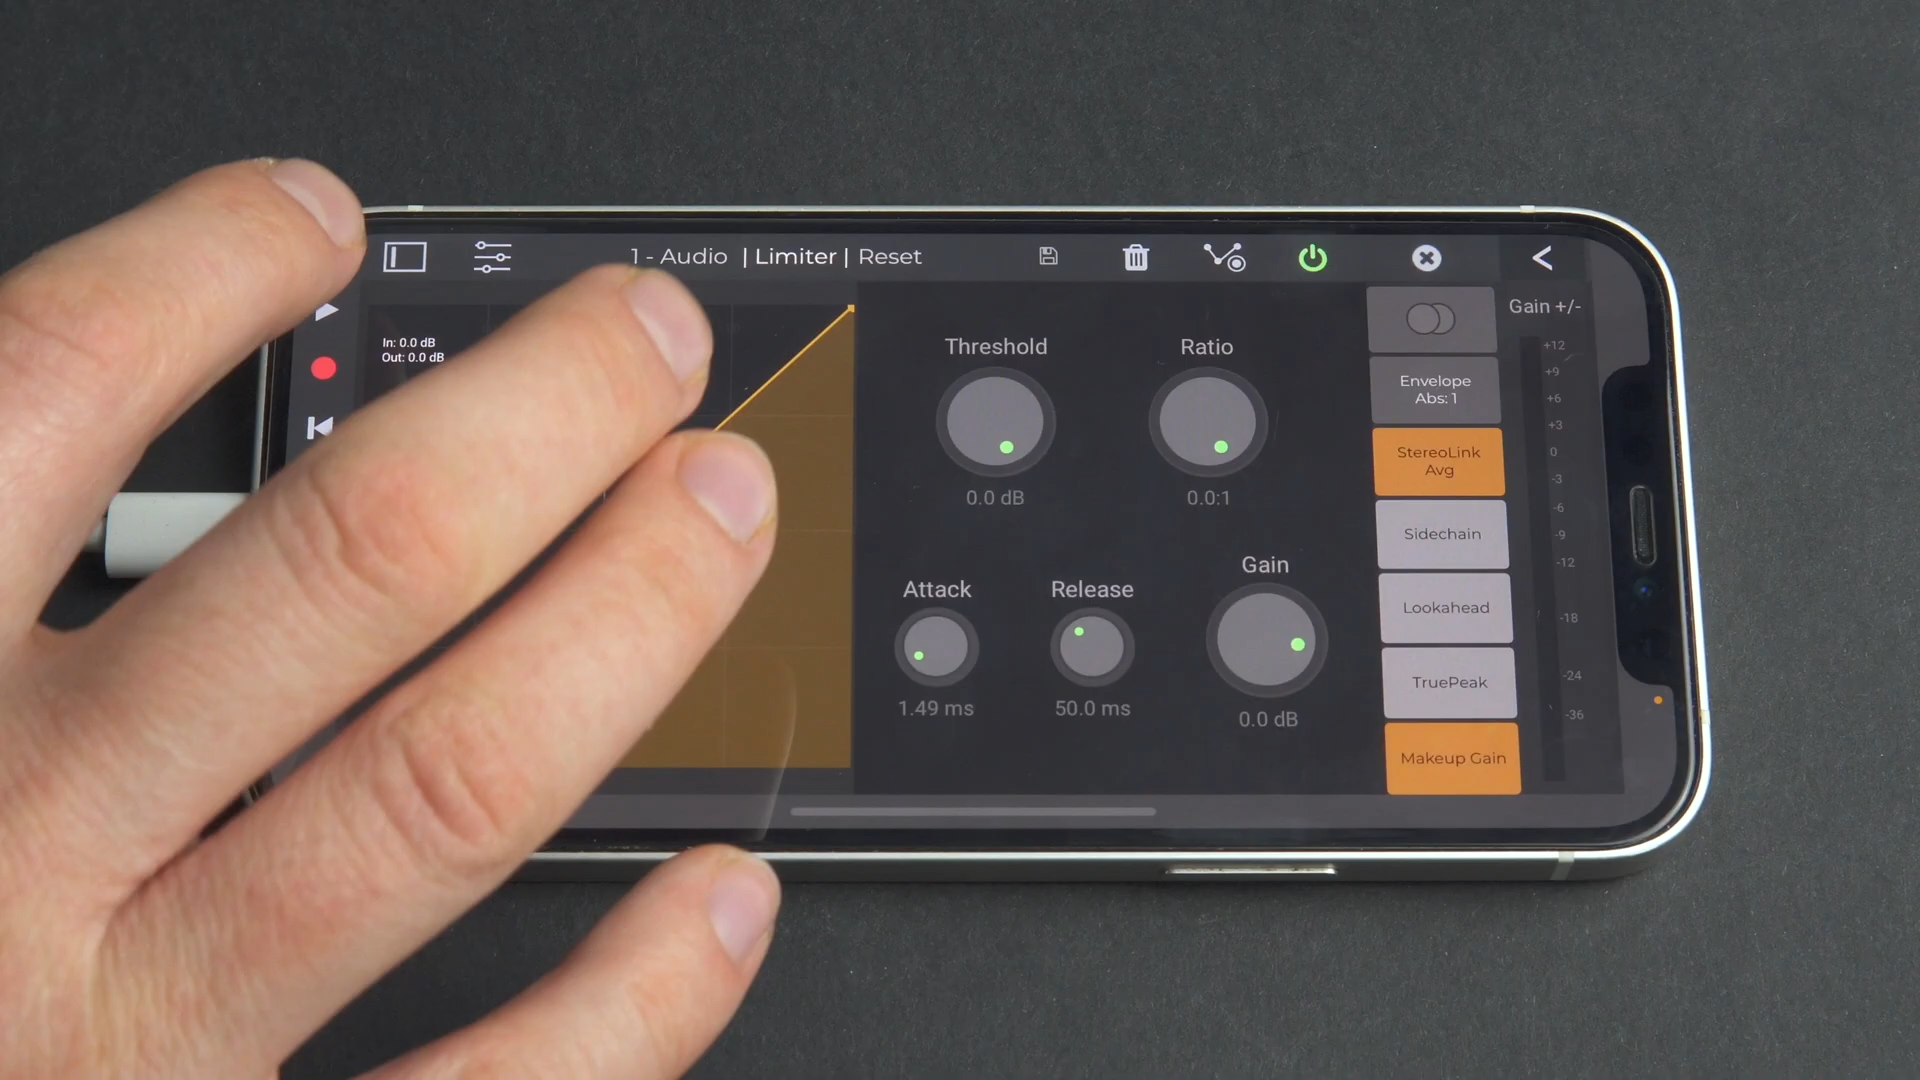 1 - Audo | Limiter | Reset
In: 0.0 dB
Out: 0.0 dB
Threshold
0.0 dB
Ratio
0.0:1
Attack
1.49 ms
Release
50.0 ms
Gain
0.0 dB
Envelope
Abs: 1
StereoLink
Avg
Sidechain
Lookahead
TruePeak
Makeup Gain
Gain +/-
+12
+9
+6
+3
0
-3
-6
-9
-12
-18
-24
-36